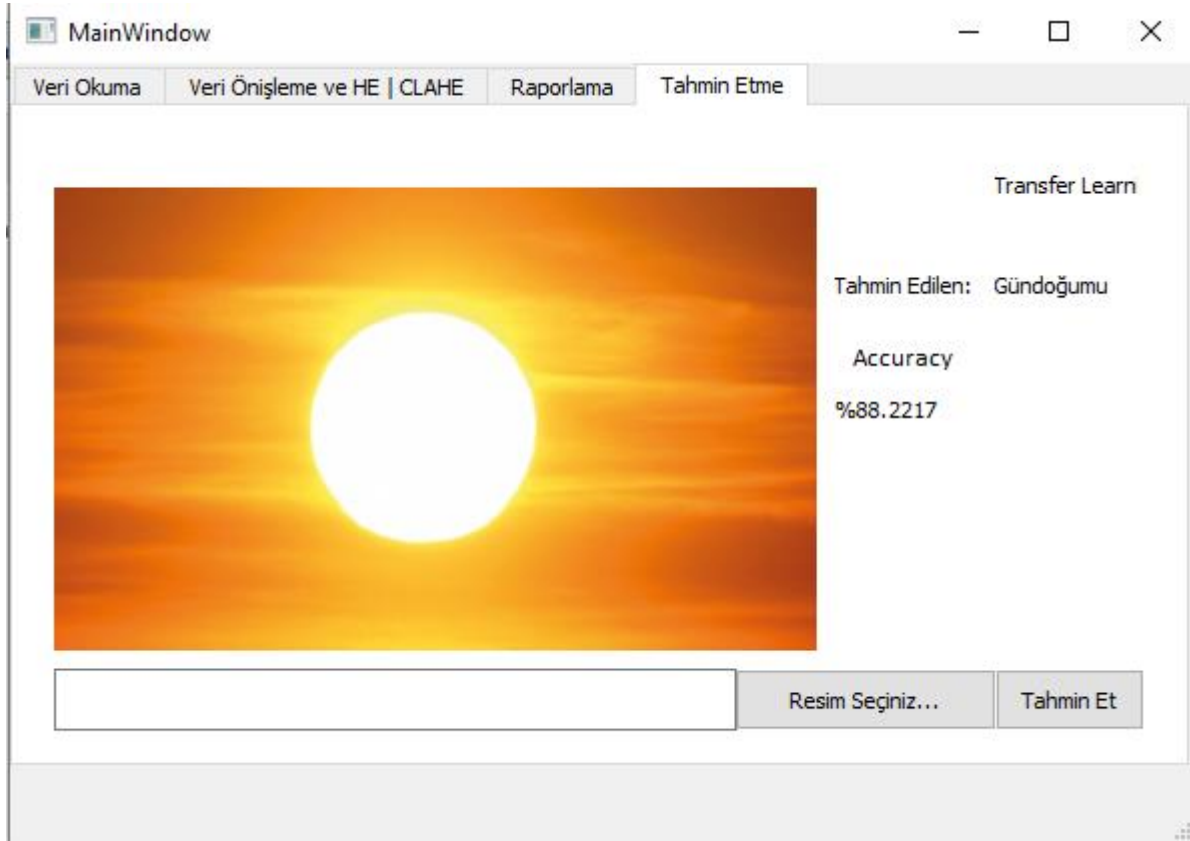 MainWindow
Veri Okuma Veri Önişleme ve HE | CLAHE Raporlama Tahmin Etme
Transfer Learn
Tahmin Edilen: Gündoğumu
Accuracy
%88.2217
Resim Seçiniz... Tahmin Et